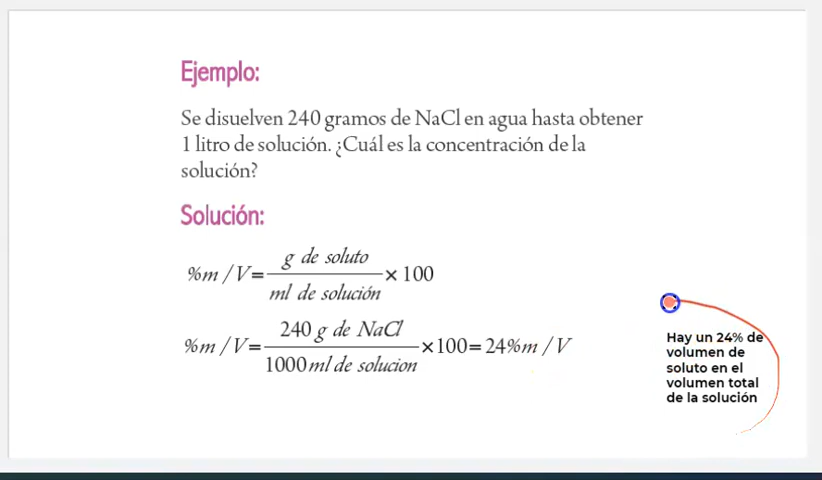 Ejemplo:
Se disuelven 240 gramos de NaCl en agua hasta obtener
1 litro de solución. ¿Cuál es la concentración de la
solución?
Solución:
%m / V = g de soluto / ml de solución × 100
%m / V = 240 g de NaCl / 1000 ml de solucion × 100 = 24%m / V
Hay un 24% de
volumen de
soluto en el
volumen total
de la solución